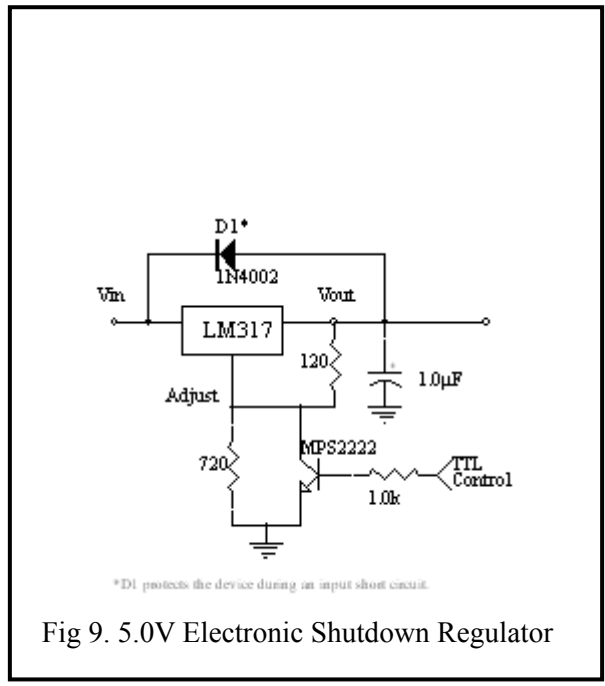 D1*
1N4002
Vin
Vout
LM317
120
1.0µF
Adjust
MPS2222
720
TTL
Control
1.0k
*D1 protects the device during an input short circuit.
Fig 9. 5.0V Electronic Shutdown Regulator